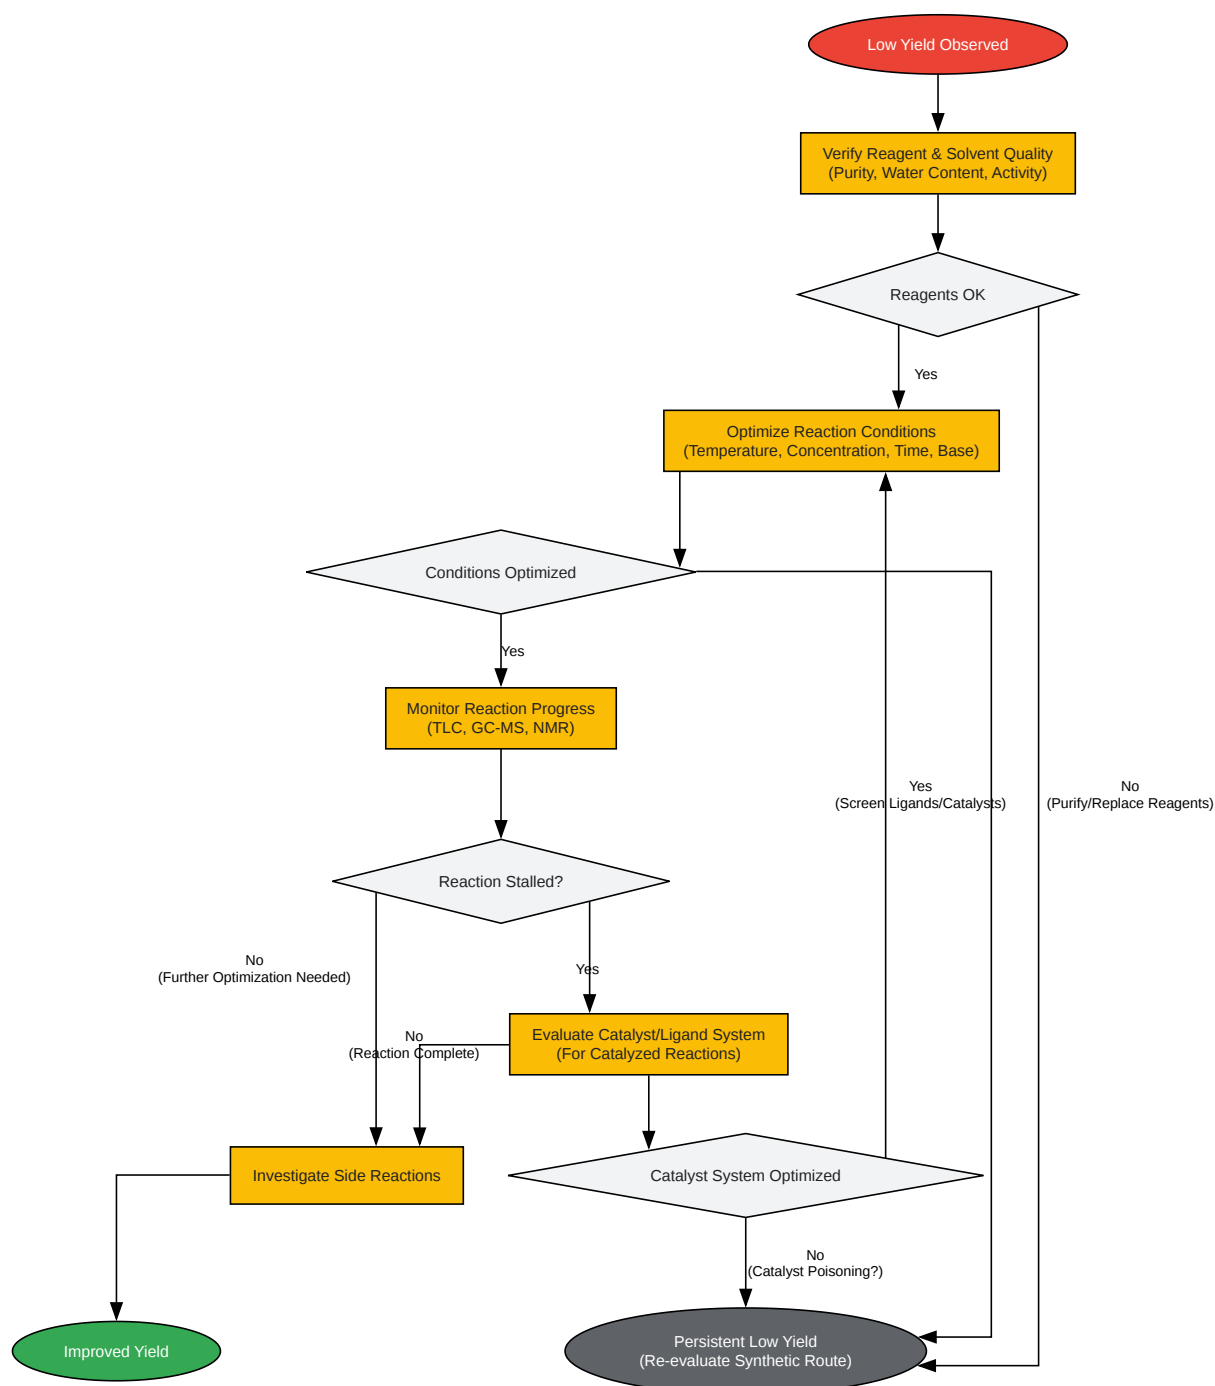 Low Yield Observed
Verify Reagent & Solvent Quality
(Purity, Water Content, Activity)
Reagents OK
Yes
Optimize Reaction Conditions
(Temperature, Concentration, Time, Base)
Conditions Optimized
Yes
Monitor Reaction Progress
(TLC, GC-MS, NMR)
Yes
(Screen Ligands/Catalysts)
No
(Purify/Replace Reagents)
Reaction Stalled?
No
(Further Optimization Needed)
Yes
No
(Reaction Complete)
Evaluate Catalyst/Ligand System
(For Catalyzed Reactions)
Investigate Side Reactions
Catalyst System Optimized
No
(Catalyst Poisoning?)
Improved Yield
Persistent Low Yield
(Re-evaluate Synthetic Route)